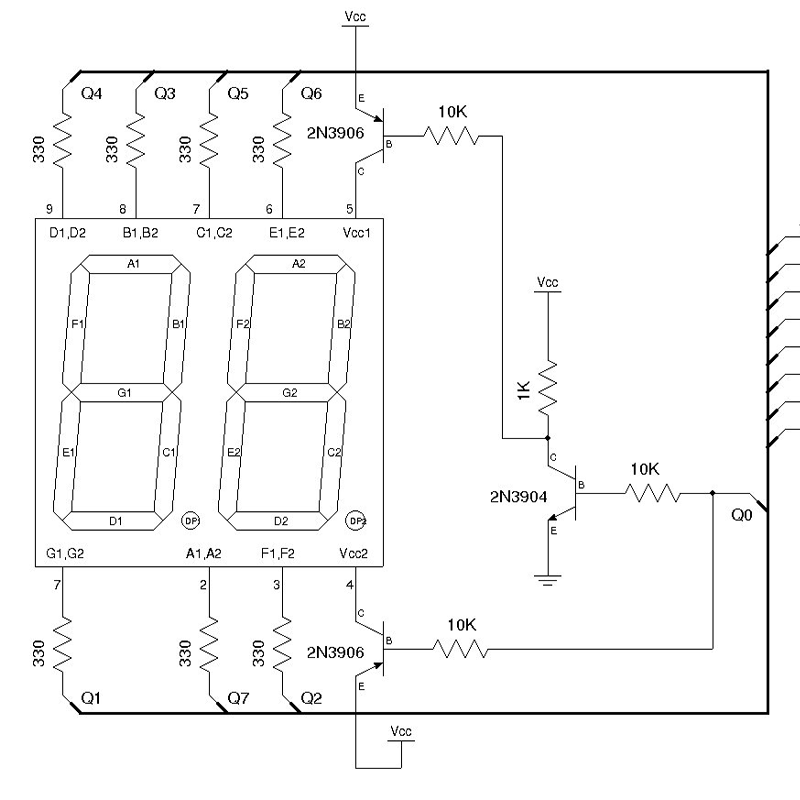 Vcc
Q4 Q3 Q5 Q6
E
10K
330 330 330 330 2N3906 B
C
9 8 7 6 5
D1,D2 B1,B2 C1,C2 E1,E2 Vcc1
A1 A2
Vcc
F1 B1 F2 B2
1K
G1 G2
E1 C1 E2 C2
C
10K
2N3904 B
Q0
D1 DP1 D2 DP2
E
G1,G2 A1,A2 F1,F2 Vcc2
7 2 3 4
C
10K
330 330 330 2N3906 B
E
Q1 Q7 Q2
Vcc